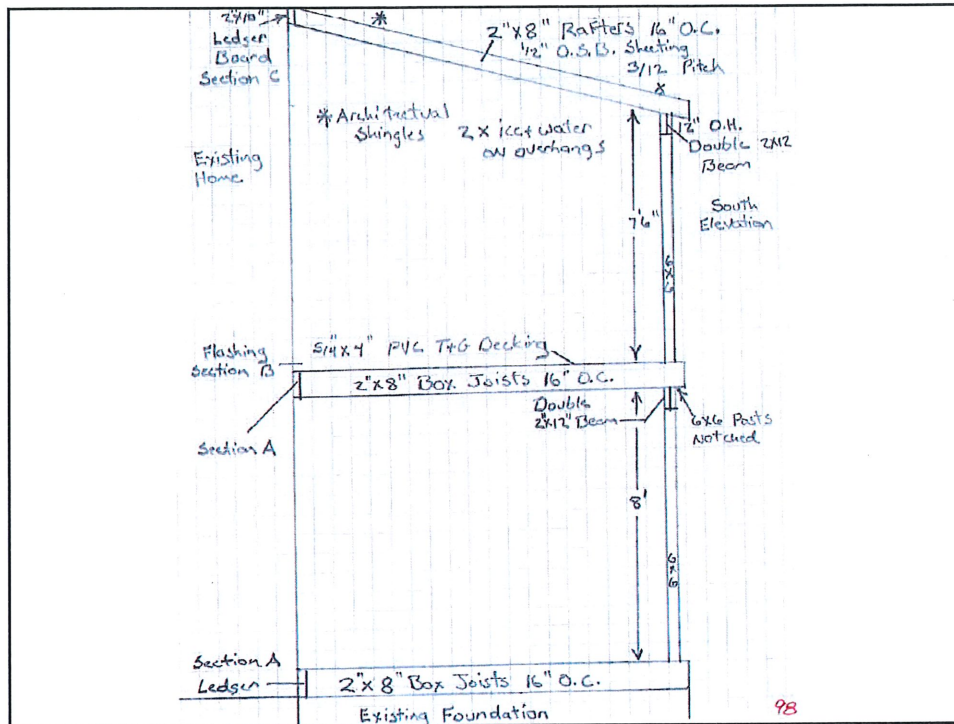 2"x10"
Ledger
Board
Section C
*
2"x8" Rafters 16" O.C.
1/2" O.S.B. Sheeting
3/12 Pitch
x
*Architectual
Shingles
2x ice+water
on overhangs
12" O.H.
Double 2x12
Beam
Existing
Home
South
Elevation
7'6"
6x6
Flashing
Section B
5/4"x4" PVC T+G Decking
2"x8" Box Joists 16" O.C.
Double
2"x12" Beam
6x6 Posts
Notched
Section A
8'
6x6
Section A
Ledger
2"x8" Box Joists 16" O.C.
Existing Foundation
98